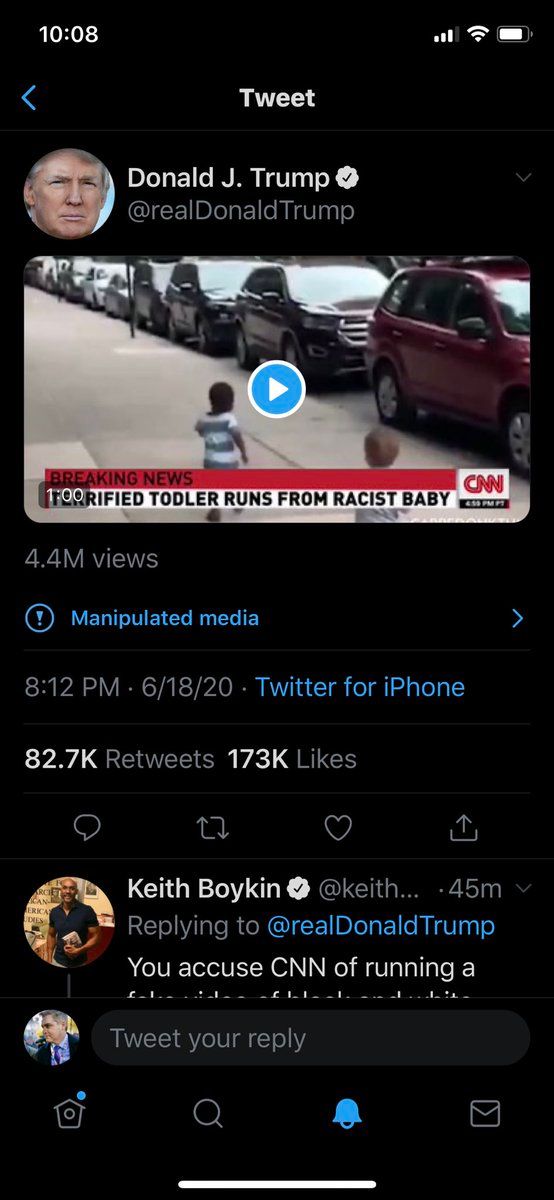 10:08
Tweet
Donald J. Trump
@realDonaldTrump
BREAKING NEWS
1:00
RRIFIED TODLER RUNS FROM RACIST BABY
CNN
4:59 PM PT
4.4M views
Manipulated media
8:12 PM · 6/18/20 · Twitter for iPhone
82.7K Retweets 173K Likes
Keith Boykin @keith... · 45m
Replying to @realDonaldTrump
You accuse CNN of running a
Tweet your reply